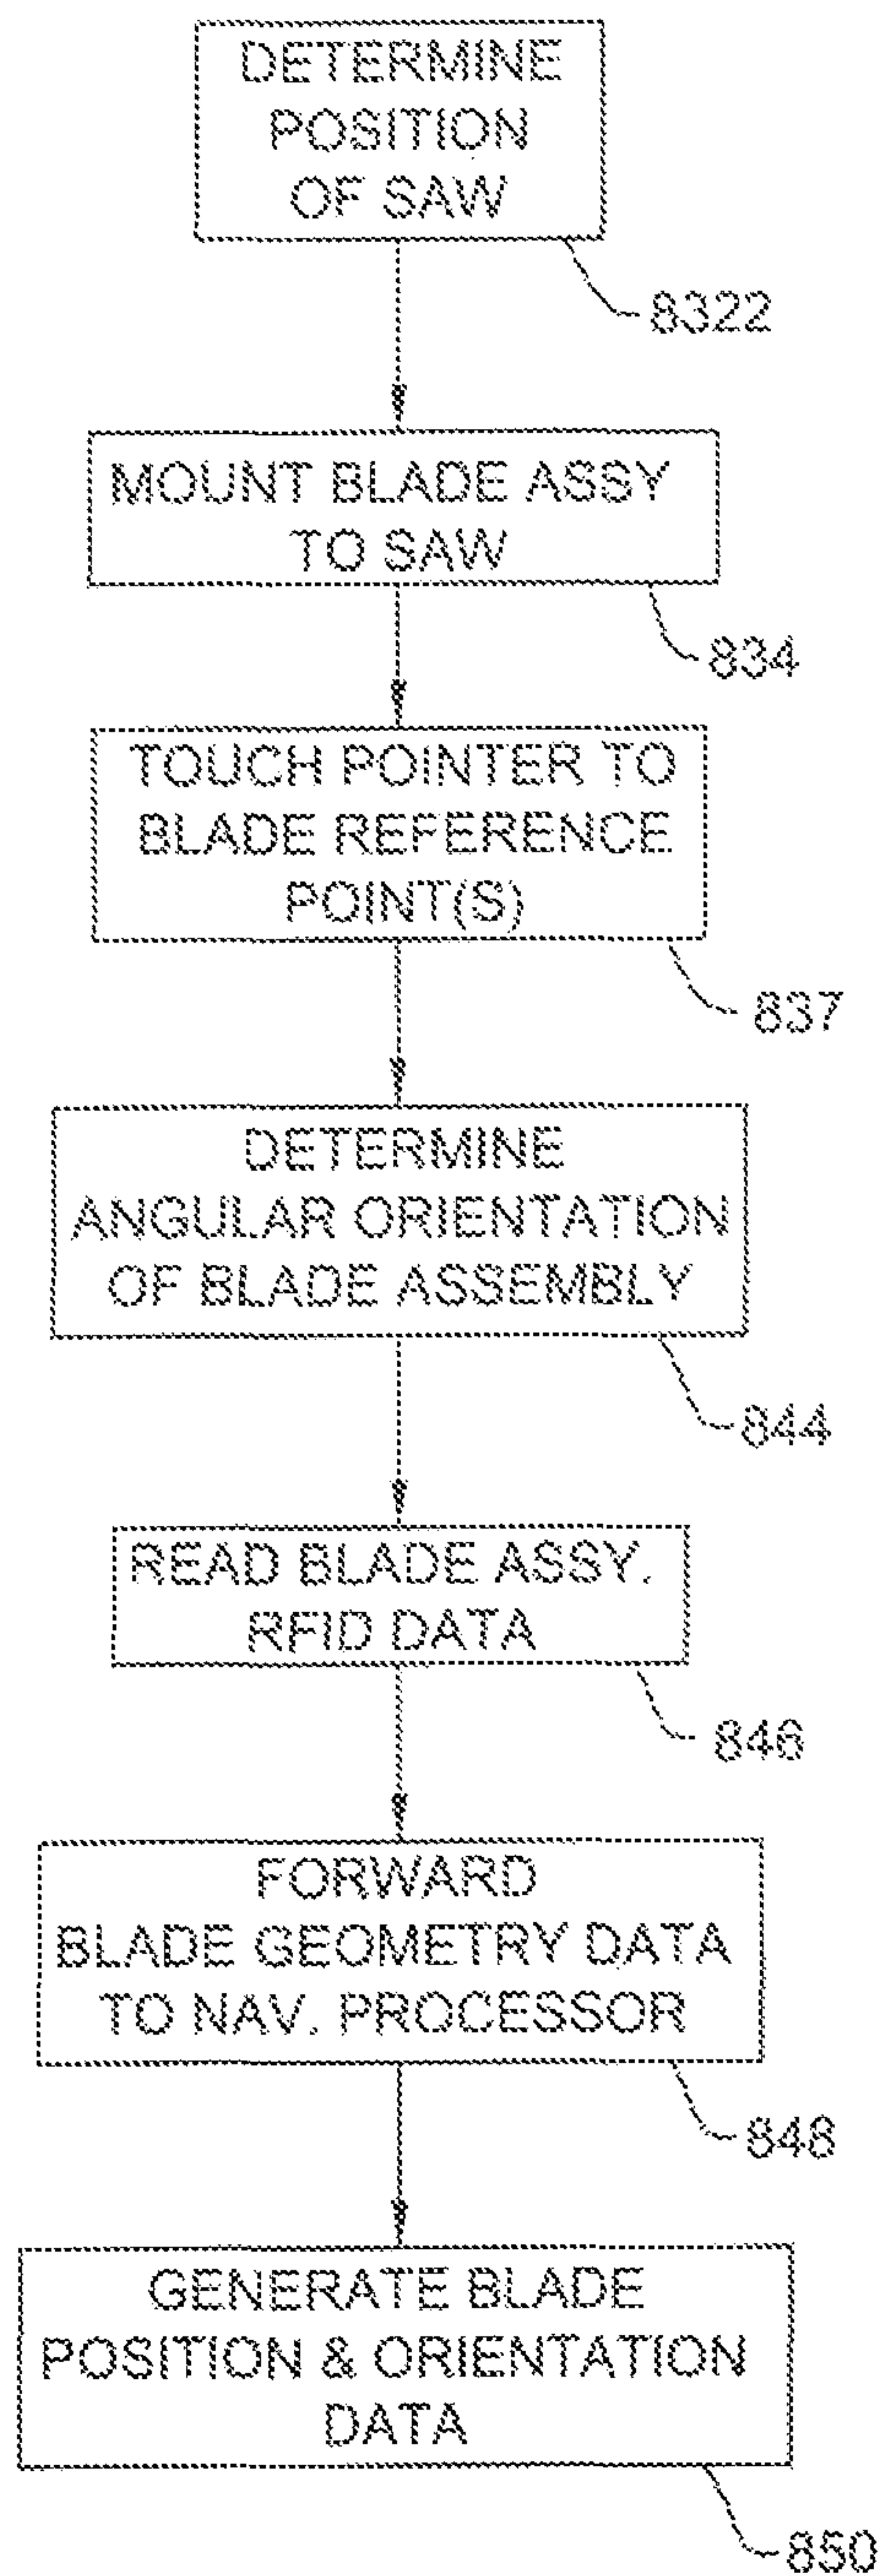 DETERMINE
POSITION
OF SAW
8322
MOUNT BLADE ASSY
TO SAW
834
TOUCH POINTER TO
BLADE REFERENCE
POINT(S)
837
DETERMINE
ANGULAR ORIENTATION
OF BLADE ASSEMBLY
844
READ BLADE ASSY.
RFID DATA
846
FORWARD
BLADE GEOMETRY DATA
TO NAV. PROCESSOR
848
GENERATE BLADE
POSITION & ORIENTATION
DATA
850